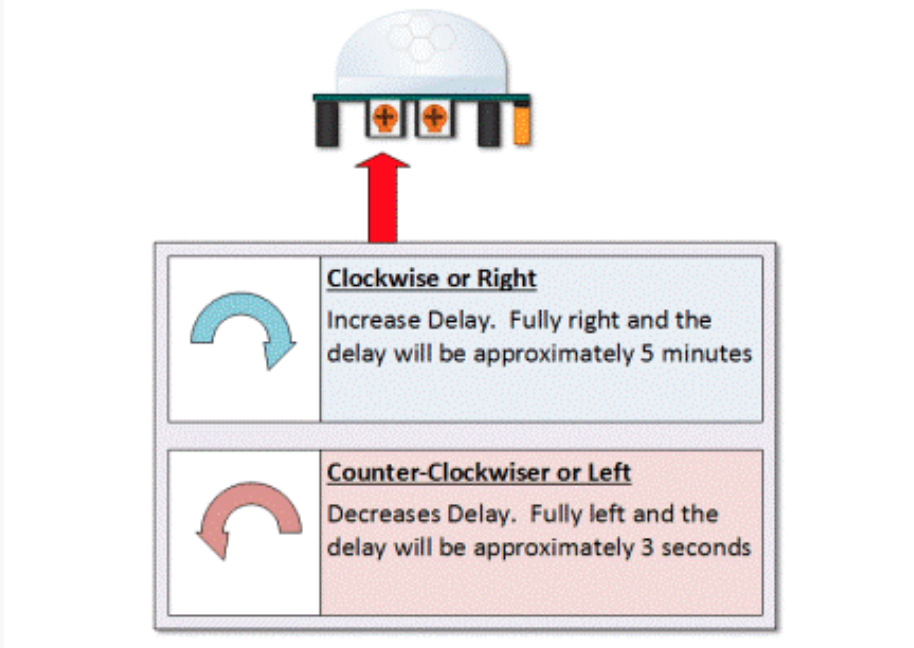 Clockwise or Right
Increase Delay.  Fully right and the
delay will be approximately 5 minutes
Counter-Clockwiser or Left
Decreases Delay.  Fully left and the
delay will be approximately 3 seconds